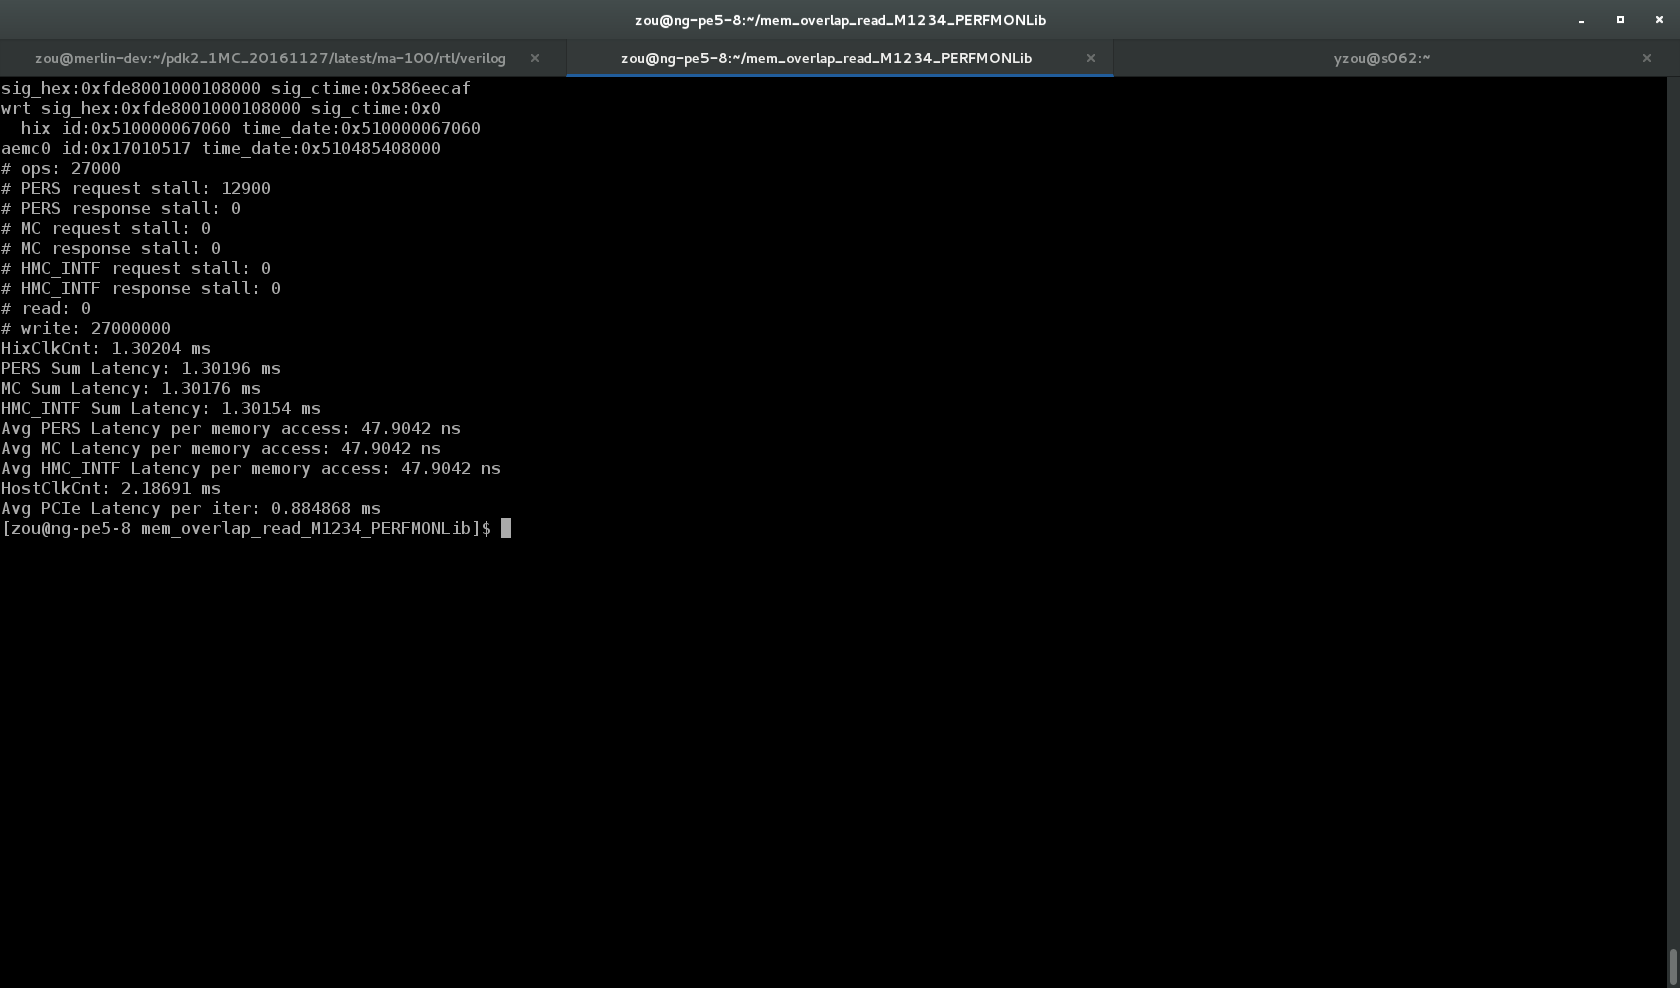 zou@ng-pe5-8:~/mem_overlap_read_M1234_PERFMONLib
zou@merlin-dev:~/pdk2_1MC_20161127/latest/ma-100/rtl/verilog
zou@ng-pe5-8:~/mem_overlap_read_M1234_PERFMONLib
yzou@s062:~
sig_hex:0xfde8001000108000 sig_ctime:0x586eecaf
wrt sig_hex:0xfde8001000108000 sig_ctime:0x0
  hix id:0x510000067060 time_date:0x510000067060
aemc0 id:0x17010517 time_date:0x510485408000
# ops: 27000
# PERS request stall: 12900
# PERS response stall: 0
# MC request stall: 0
# MC response stall: 0
# HMC_INTF request stall: 0
# HMC_INTF response stall: 0
# read: 0
# write: 27000000
HixClkCnt: 1.30204 ms
PERS Sum Latency: 1.30196 ms
MC Sum Latency: 1.30176 ms
HMC_INTF Sum Latency: 1.30154 ms
Avg PERS Latency per memory access: 47.9042 ns
Avg MC Latency per memory access: 47.9042 ns
Avg HMC_INTF Latency per memory access: 47.9042 ns
HostClkCnt: 2.18691 ms
Avg PCIe Latency per iter: 0.884868 ms
[zou@ng-pe5-8 mem_overlap_read_M1234_PERFMONLib]$